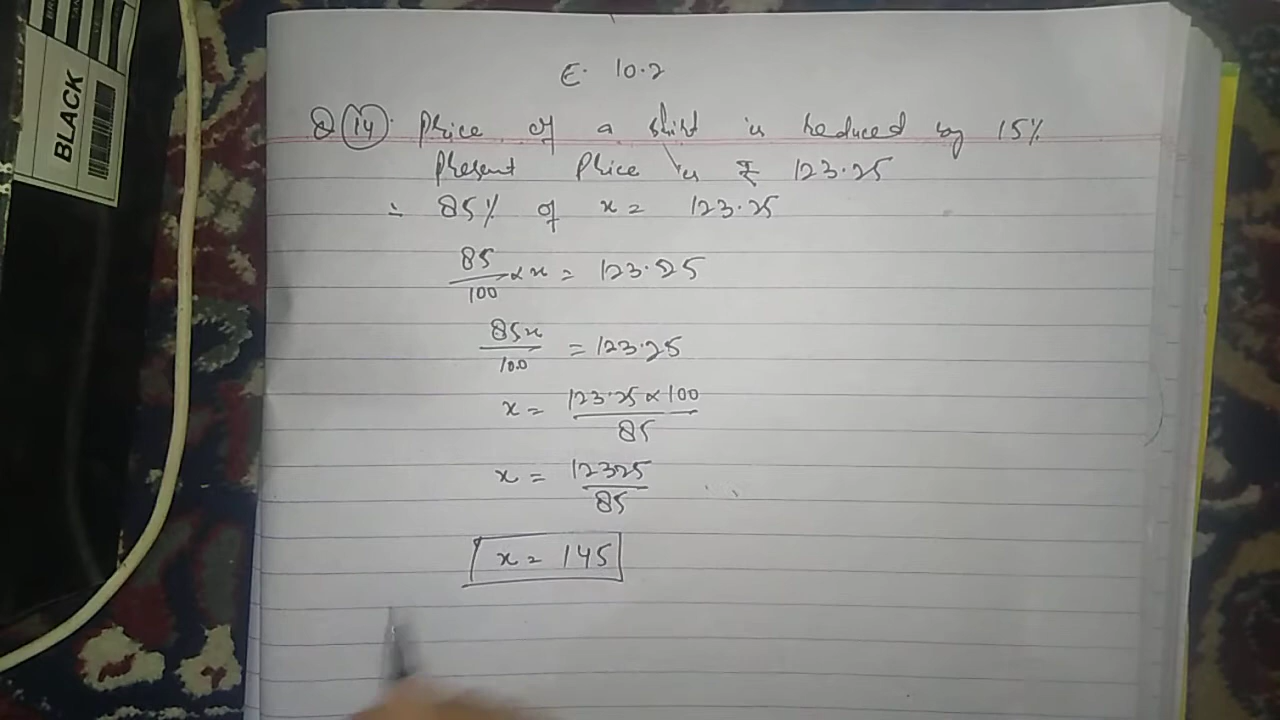 BLACK
E. 10.2
Q (14). Price of a shirt is reduced by 15%
Present Price is ₹ 123.25
∴ 85% of x = 123.25
85/100 × x = 123.25
85x/100 = 123.25
x = 123.25 × 100/85
x = 12325/85
x = 145